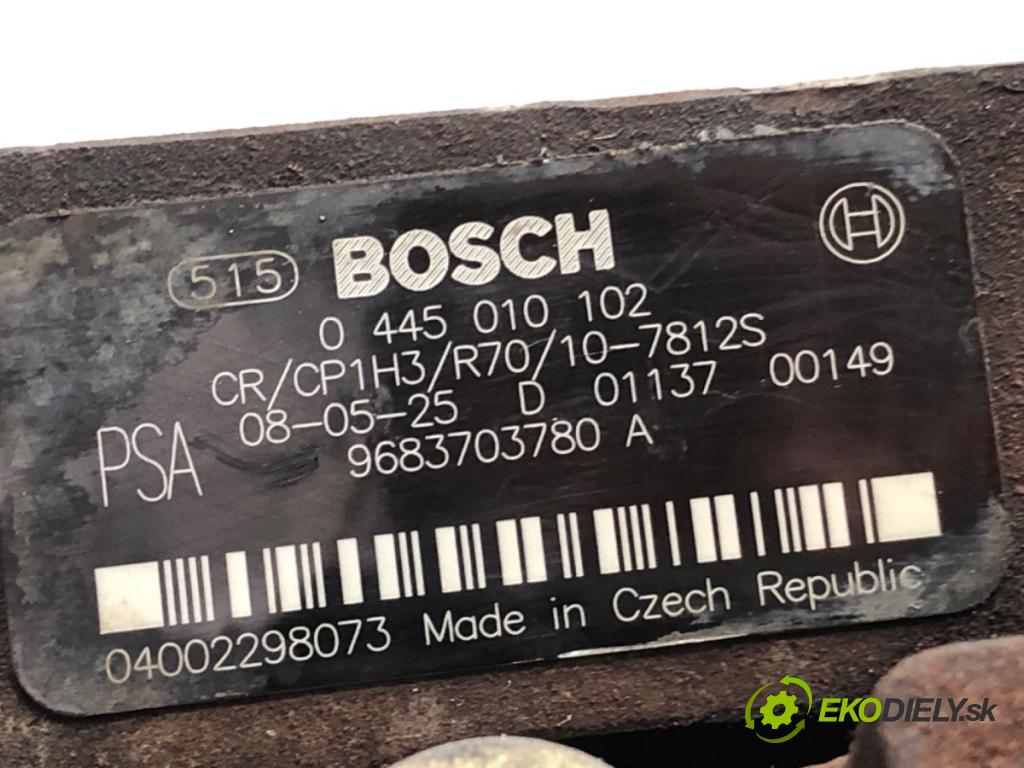 515 BOSCH
0 445 010 102
CR/CP1H3/R70/10-7812S
08-05-25 D 01137 00149
PSA 9683703780 A
04002298073 Made in Czech Republic
EKODIELY.sk